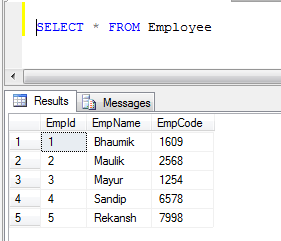 SELECT * FROM Employee
Results Messages
EmpId EmpName EmpCode
1 1 Bhaumik 1609
2 2 Maulik 2568
3 3 Mayur 1254
4 4 Sandip 6578
5 5 Rekansh 7998